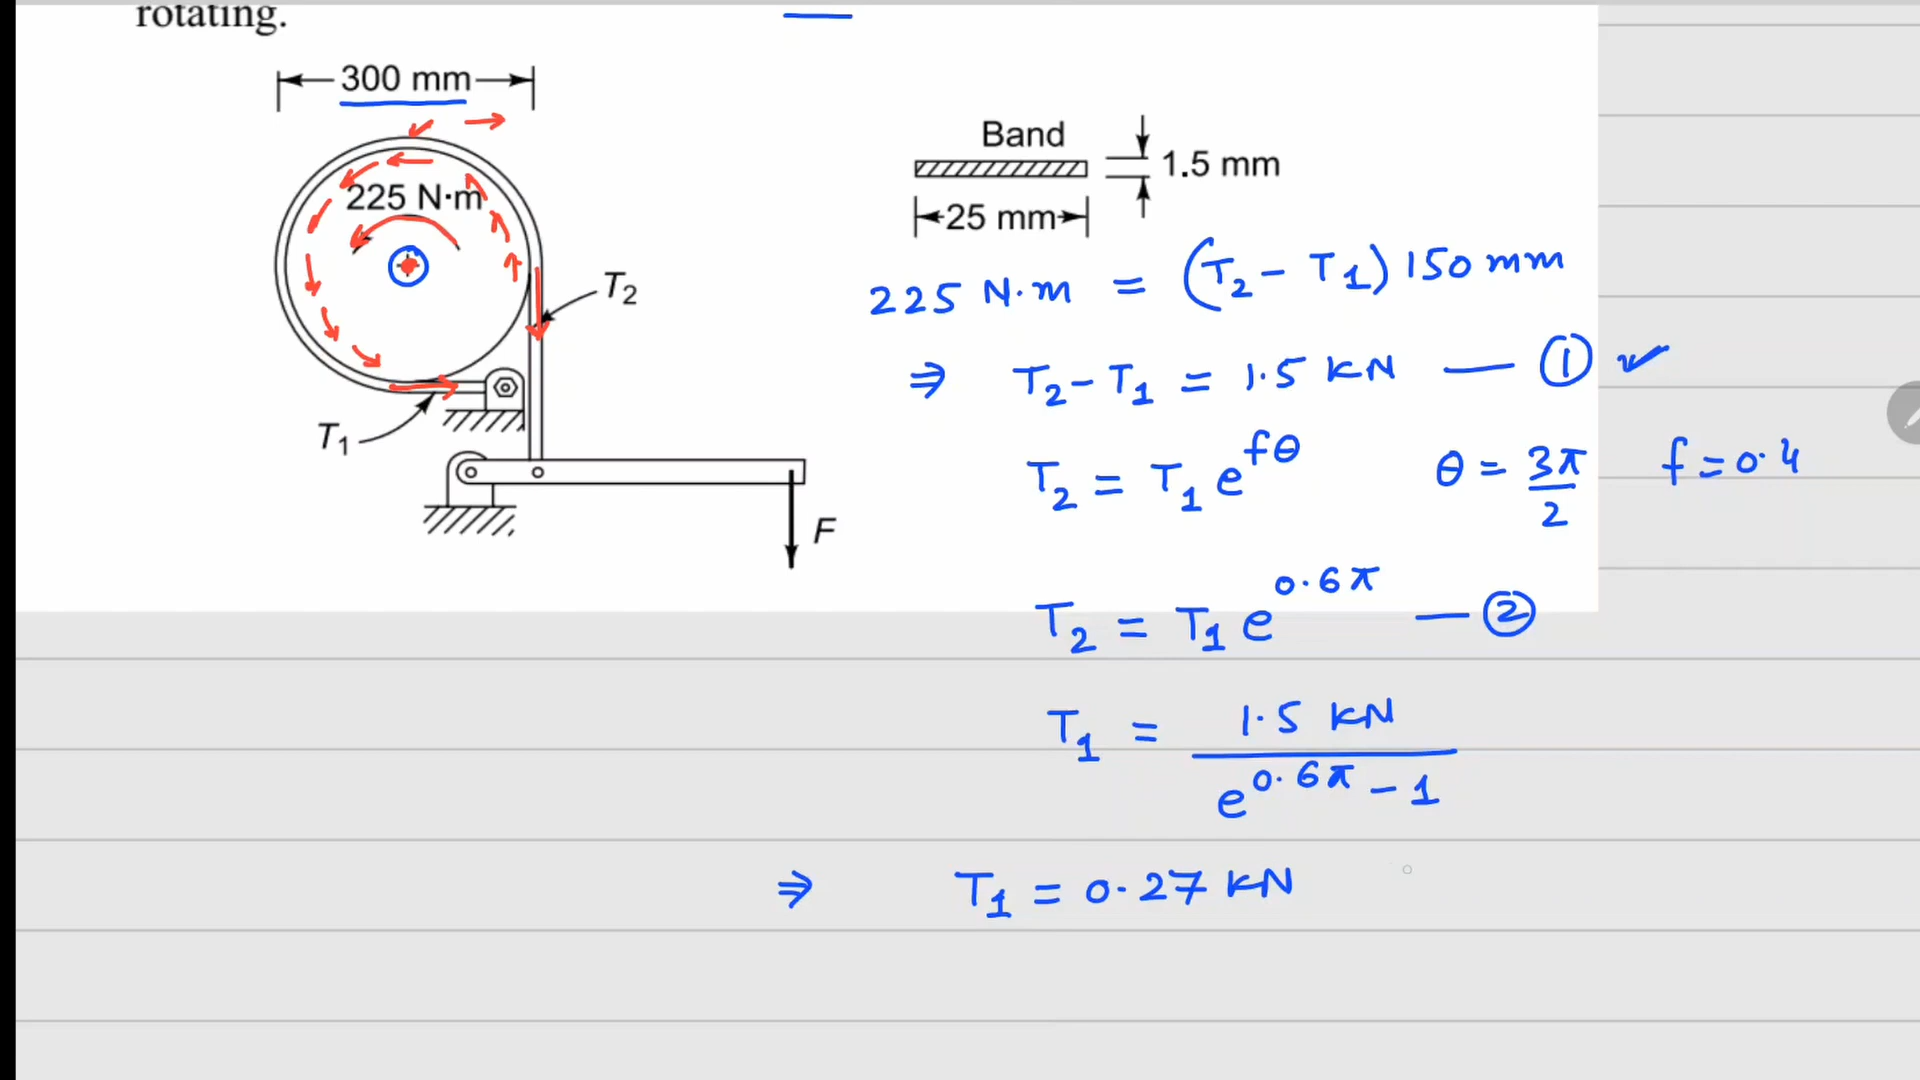 rotating.
300 mm
225 N·m
T2
T1
F
Band
1.5 mm
25 mm
225 N·m = (T2 - T1) 150 mm
⇒ T2 - T1 = 1.5 KN — ① ✓
T2 = T1 e^fθ θ = 3π/2 f = 0.4
T2 = T1 e^0.6π — ②
T1 = 1.5 KN / e^0.6π - 1
⇒ T1 = 0.27 KN